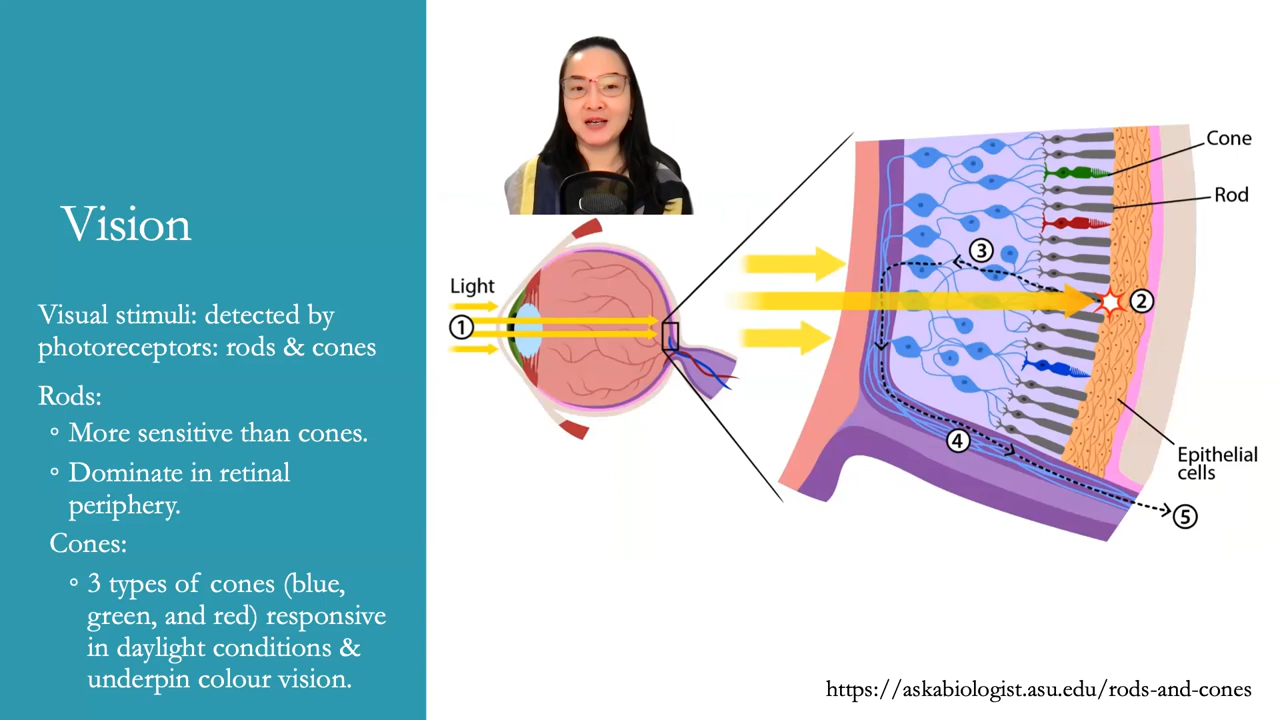 Vision
Visual stimuli: detected by
photoreceptors: rods & cones
Rods:
◦ More sensitive than cones.
◦ Dominate in retinal
periphery.
Cones:
◦ 3 types of cones (blue,
green, and red) responsive
in daylight conditions &
underpin colour vision.
Light
①
Cone
Rod
③
②
④
Epithelial
cells
⑤
https://askabiologist.asu.edu/rods-and-cones